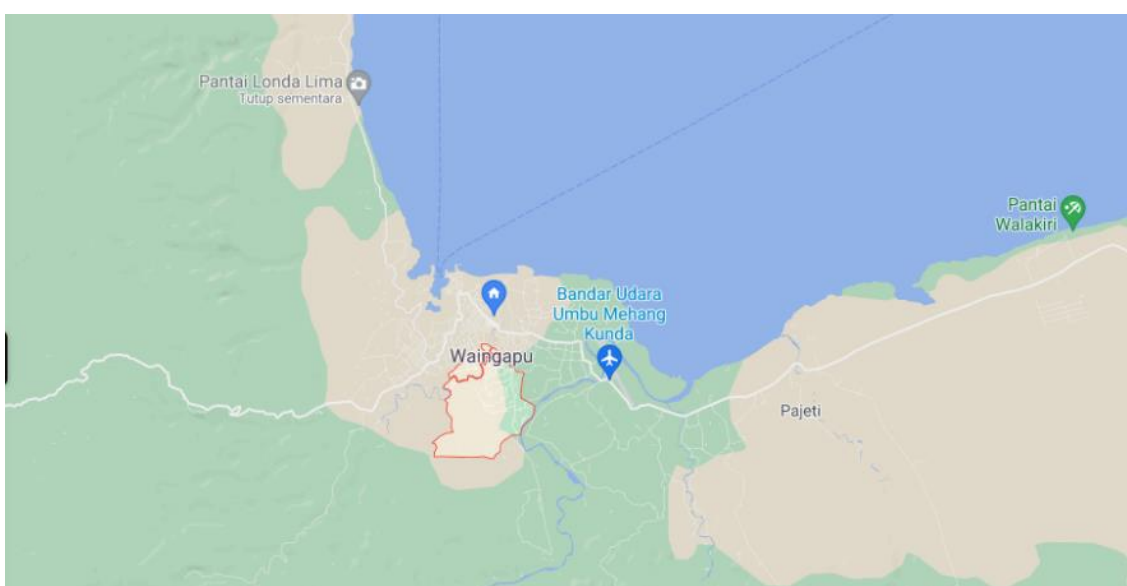 Pantai Londa Lima
Tutup sementara
Pantai
Walakiri
Bandar Udara
Umbu Mehang
Kunda
Waingapu
Pajeti